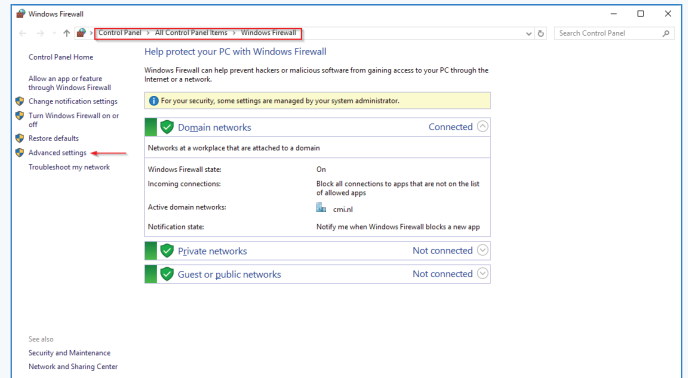 Windows Firewall
Control Panel > All Control Panel Items > Windows Firewall
Search Control Panel
Control Panel Home
Allow an app or feature
through Windows Firewall
Change notification settings
Turn Windows Firewall on or
off
Restore defaults
Advanced settings
Troubleshoot my network
See also
Security and Maintenance
Network and Sharing Center
Help protect your PC with Windows Firewall
Windows Firewall can help prevent hackers or malicious software from gaining access to your PC through the
Internet or a network.
For your security, some settings are managed by your system administrator.
Domain networks Connected
Networks at a workplace that are attached to a domain
Windows Firewall state: On
Incoming connections: Block all connections to apps that are not on the list
of allowed apps
Active domain networks: cmi.nl
Notification state: Notify me when Windows Firewall blocks a new app
Private networks Not connected
Guest or public networks Not connected